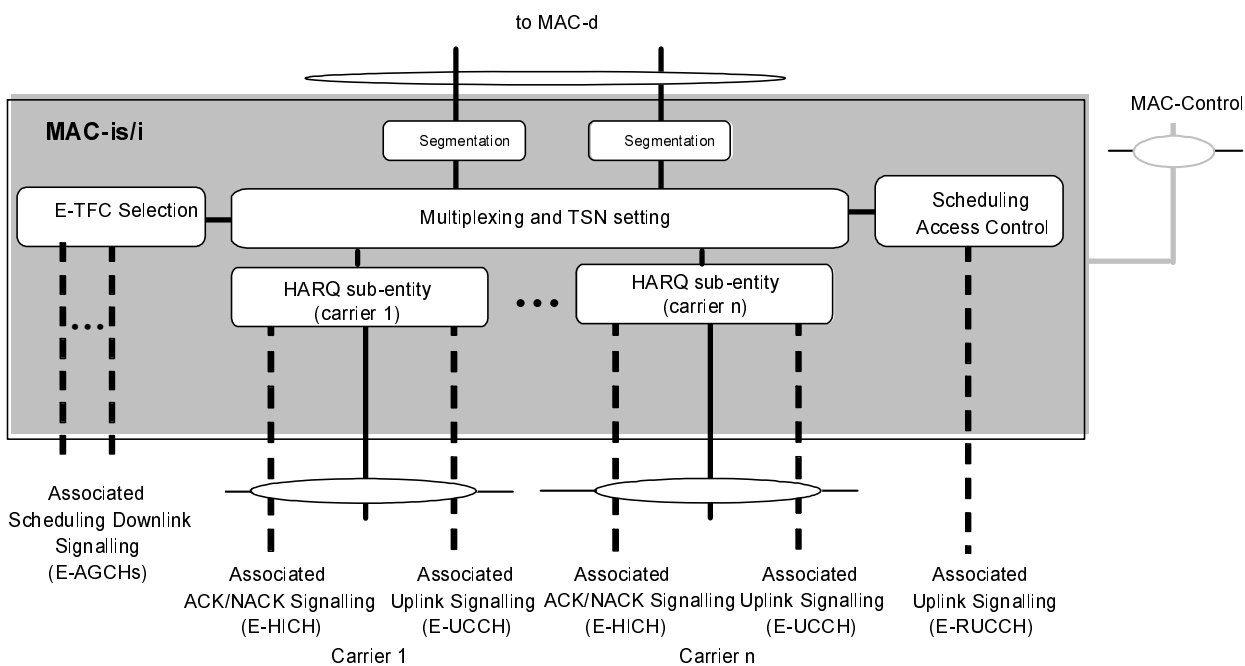 to MAC-d
MAC-Control
MAC-is/i
Segmentation
Segmentation
E-TFC Selection
Multiplexing and TSN setting
Scheduling
Access Control
HARQ sub-entity
(carrier 1)
...
HARQ sub-entity
(carrier n)
...
Associated
Scheduling Downlink
Signalling
(E-AGCHs)
Associated
ACK/NACK Signalling
(E-HICH)
Associated
Uplink Signalling
(E-UCCH)
Carrier 1
Associated
ACK/NACK Signalling
(E-HICH)
Associated
Uplink Signalling
(E-UCCH)
Carrier n
Associated
Uplink Signalling
(E-RUCCH)